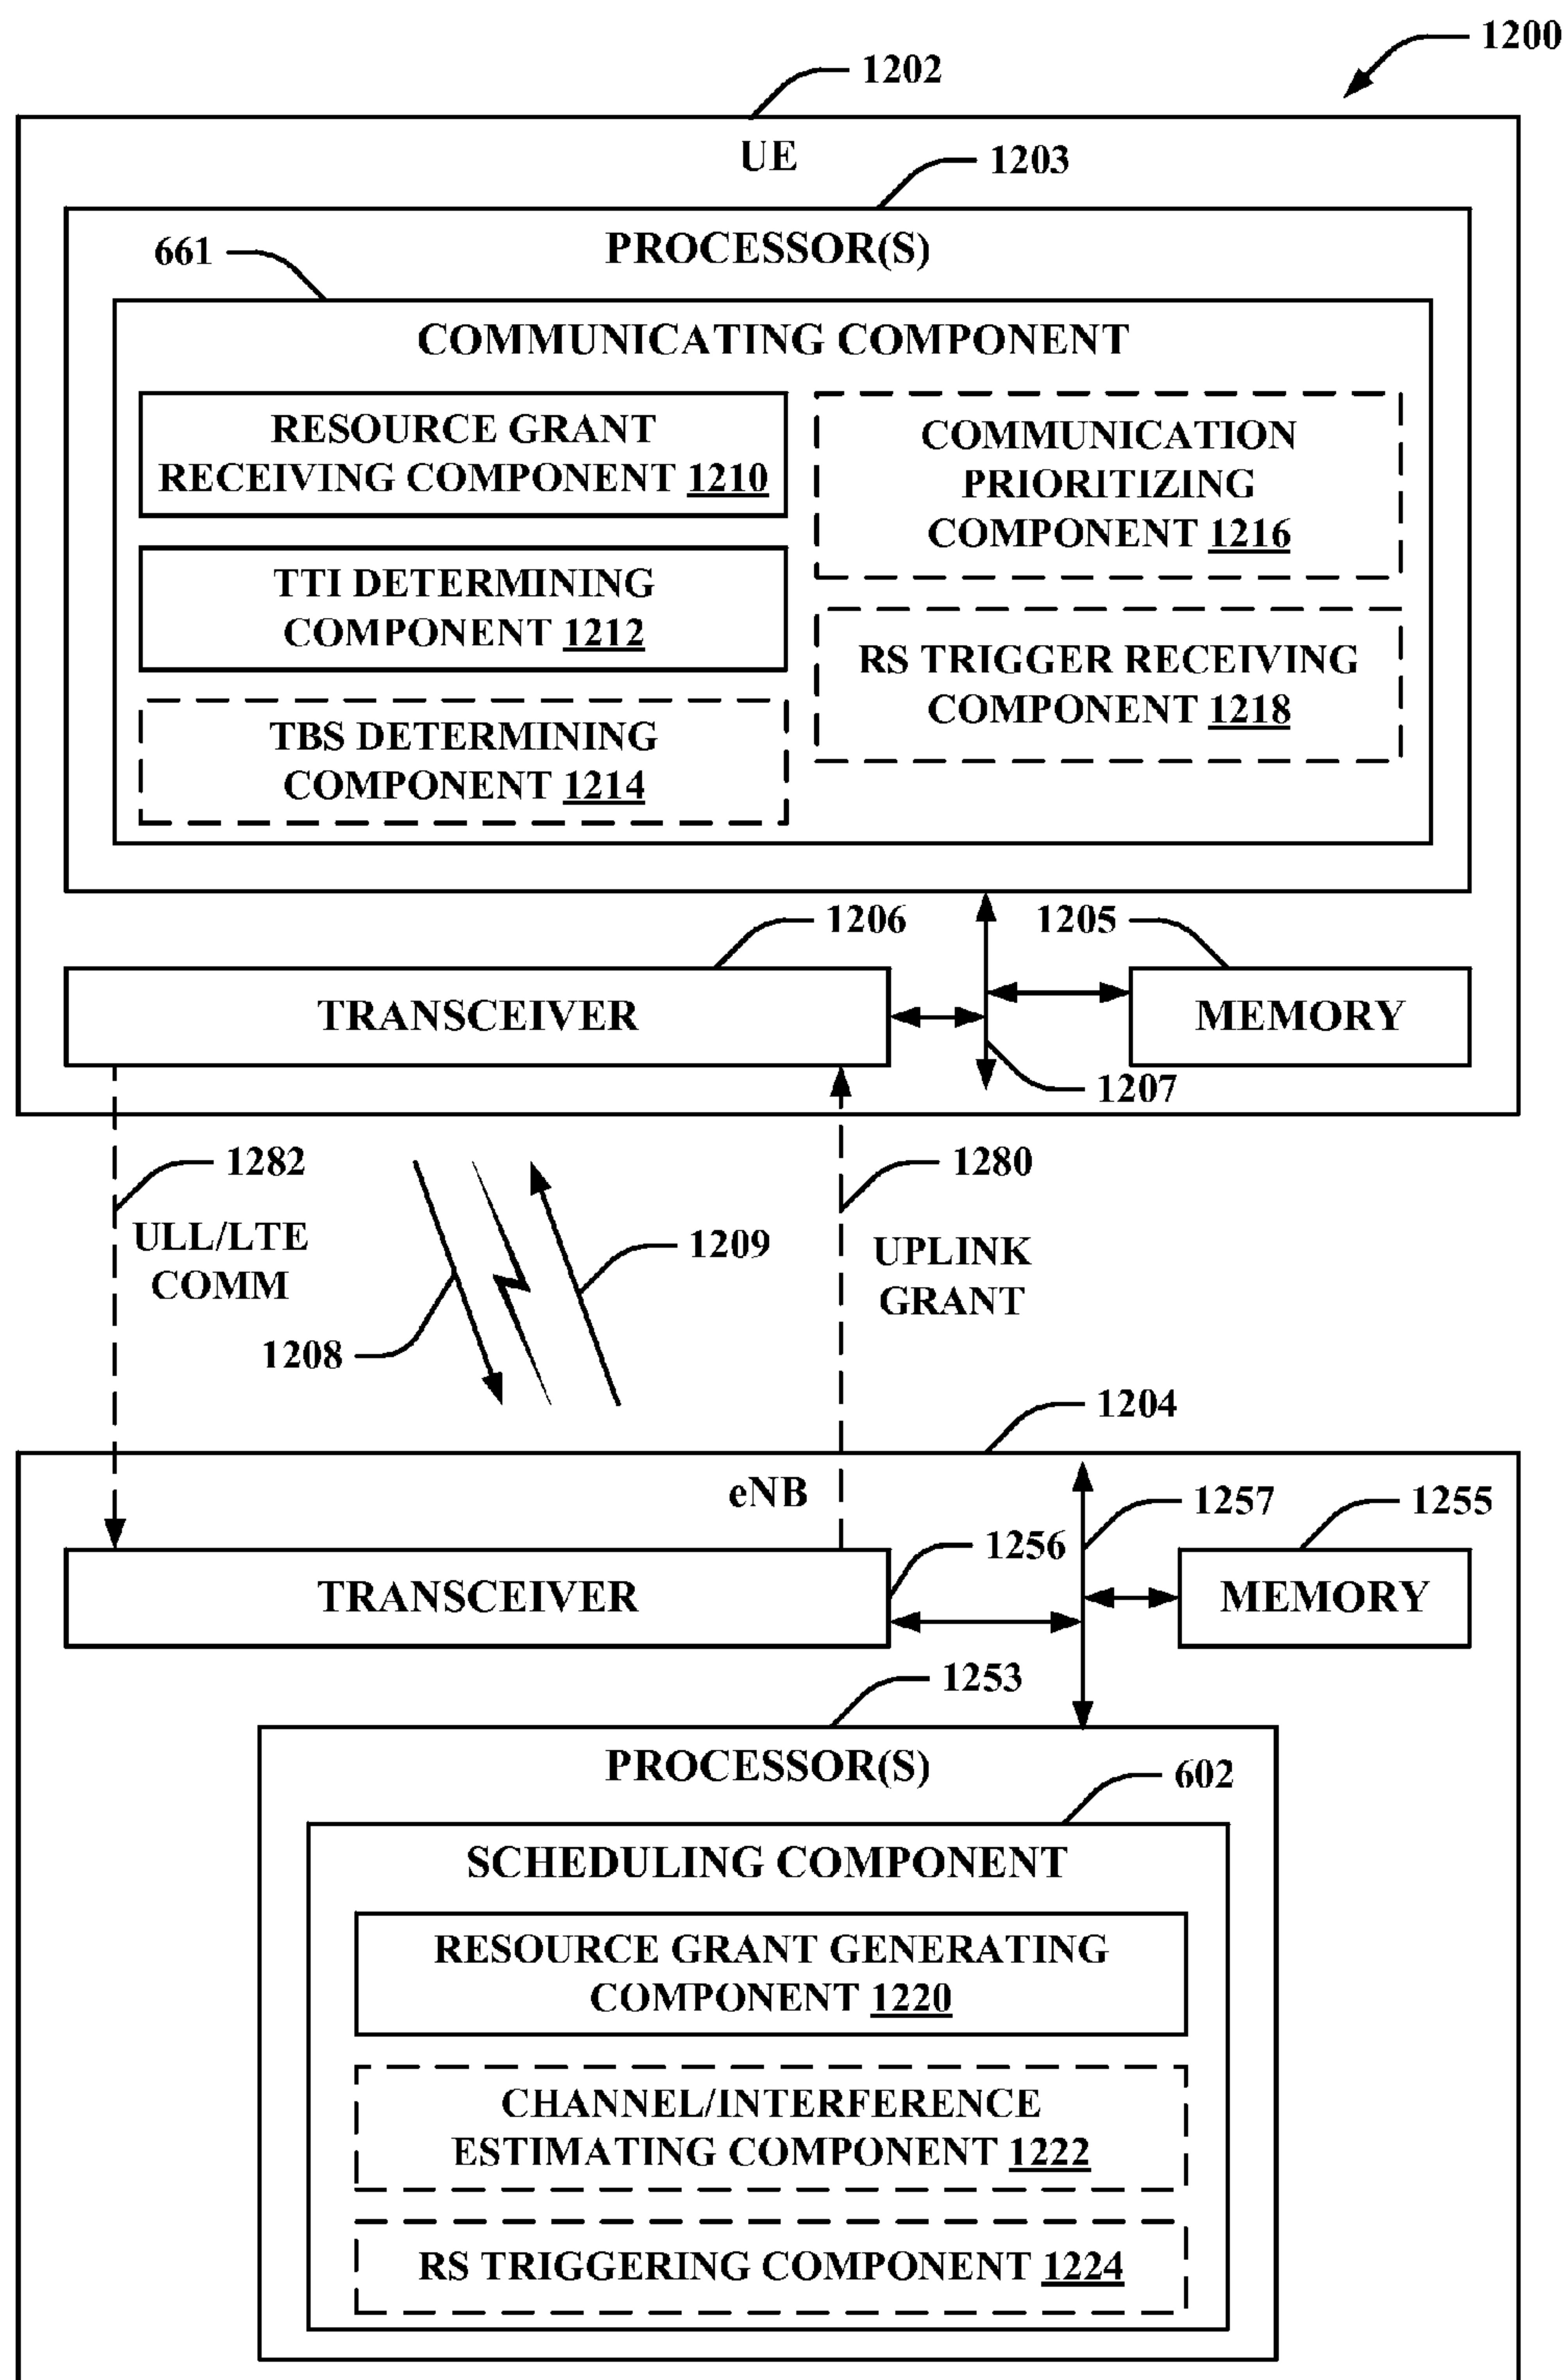 1200
1202
UE
1203
661
PROCESSOR(S)
COMMUNICATING COMPONENT
RESOURCE GRANT
RECEIVING COMPONENT 1210
TTI DETERMINING
COMPONENT 1212
TBS DETERMINING
COMPONENT 1214
COMMUNICATION
PRIORITIZING
COMPONENT 1216
RS TRIGGER RECEIVING
COMPONENT 1218
1206
1205
TRANSCEIVER
MEMORY
1207
1282
ULL/LTE
COMM
1208
1209
1280
UPLINK
GRANT
1204
eNB
1257
1255
1256
TRANSCEIVER
MEMORY
1253
PROCESSOR(S)
602
SCHEDULING COMPONENT
RESOURCE GRANT GENERATING
COMPONENT 1220
CHANNEL/INTERFERENCE
ESTIMATING COMPONENT 1222
RS TRIGGERING COMPONENT 1224